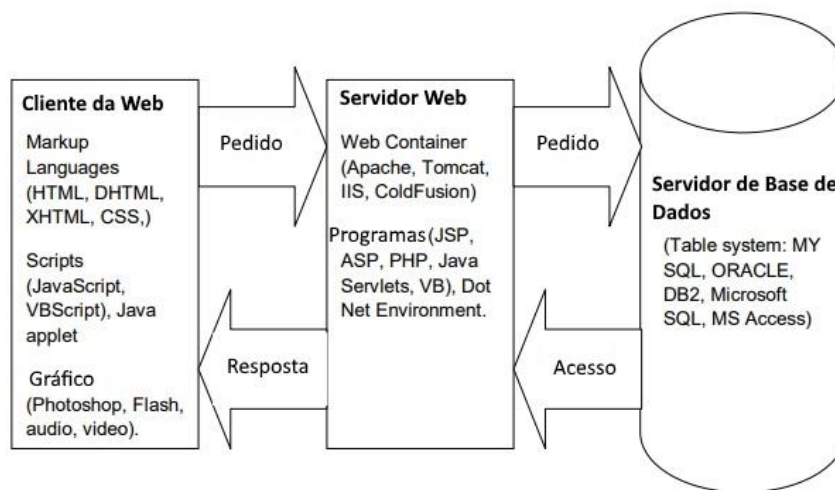 Cliente da Web
Markup
Languages
(HTML, DHTML,
XHTML, CSS,)
Scripts
(JavaScript,
VBScript), Java
applet
Gráfico
(Photoshop, Flash,
audio, video).
Pedido
Resposta
Servidor Web
Web Container
(Apache, Tomcat,
IIS, ColdFusion)
Programas(JSP,
ASP, PHP, Java
Servlets, VB), Dot
Net Environment.
Pedido
Acesso
Servidor de Base de
Dados
(Table system: MY
SQL, ORACLE,
DB2, Microsoft
SQL, MS Access)